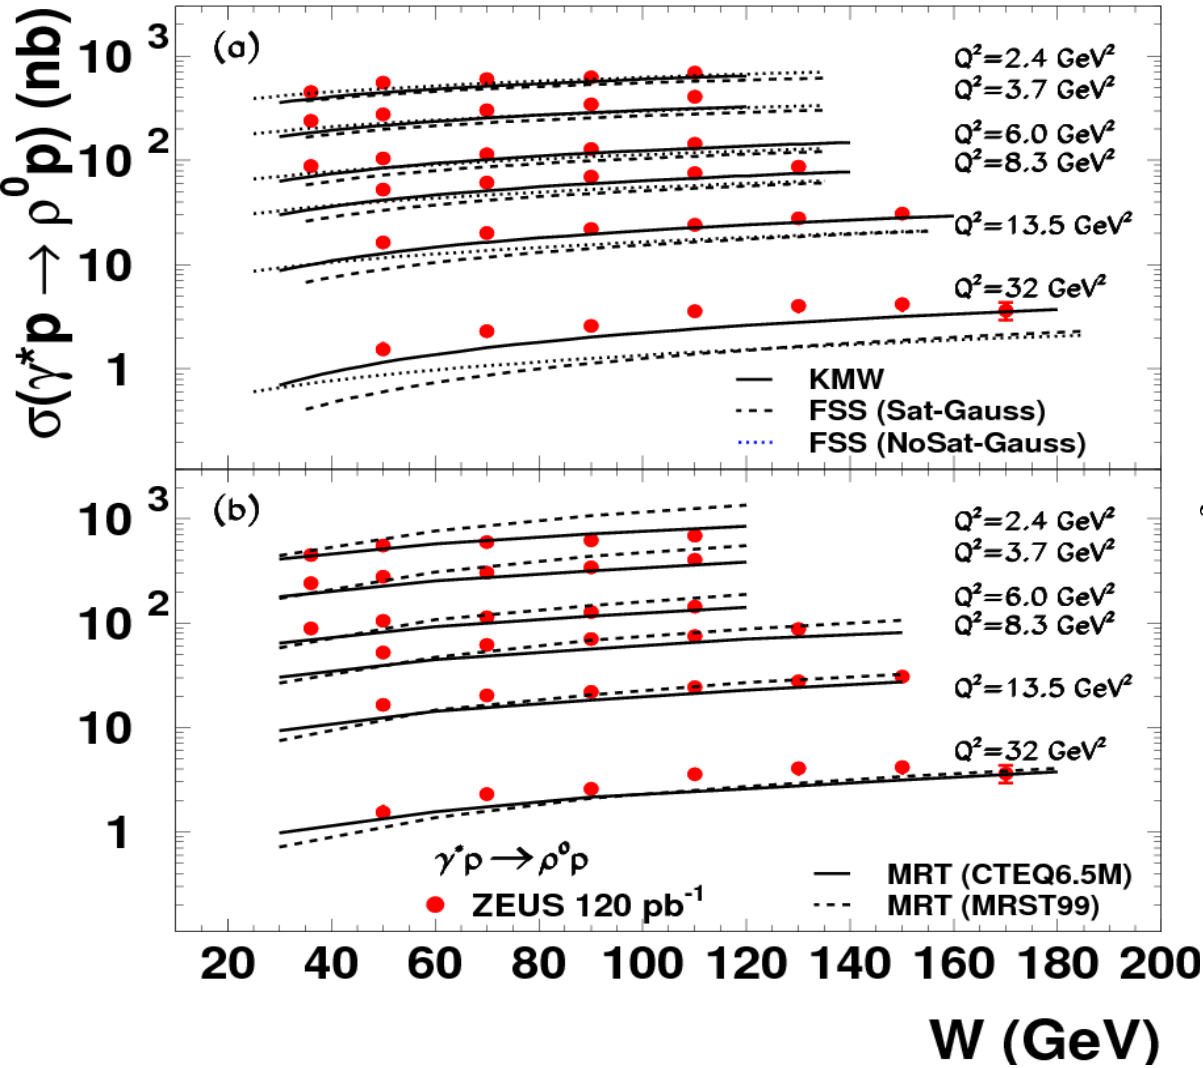 σ(γ*p → ρ⁰p) (nb)
(a)
10³
10²
10
1
Q²=2.4 GeV²
Q²=3.7 GeV²
Q²=6.0 GeV²
Q²=8.3 GeV²
Q²=13.5 GeV²
Q²=32 GeV²
KMW
FSS (Sat-Gauss)
FSS (NoSat-Gauss)
(b)
10³
10²
10
1
Q²=2.4 GeV²
Q²=3.7 GeV²
Q²=6.0 GeV²
Q²=8.3 GeV²
Q²=13.5 GeV²
Q²=32 GeV²
γ*p → ρ⁰p
ZEUS 120 pb⁻¹
MRT (CTEQ6.5M)
MRT (MRST99)
20 40 60 80 100 120 140 160 180 200
W (GeV)